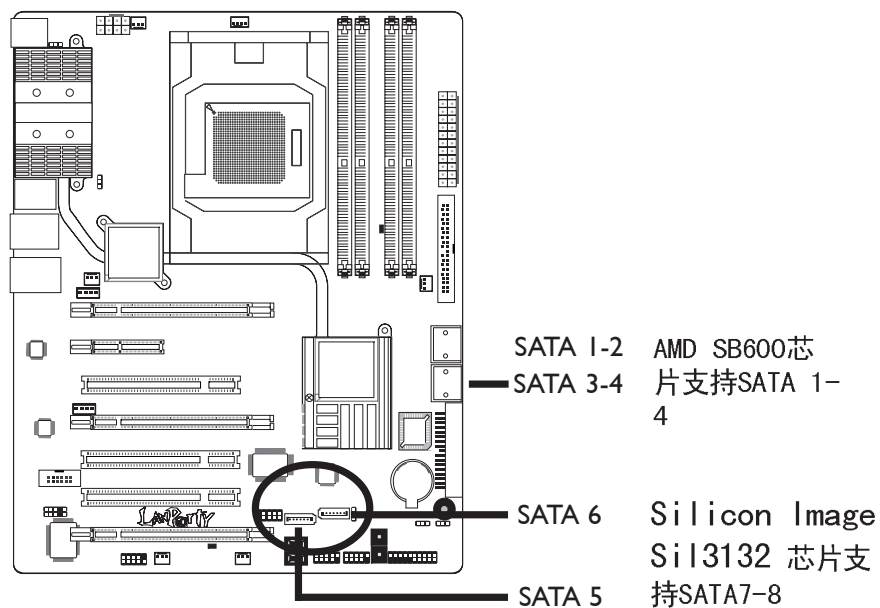 SATA 1-2
AMD SB600芯
SATA 3-4
片支持SATA 1-
4
LANParty
SATA 6
Silicon Image
SiI3132 芯片支
SATA 5
持SATA7-8